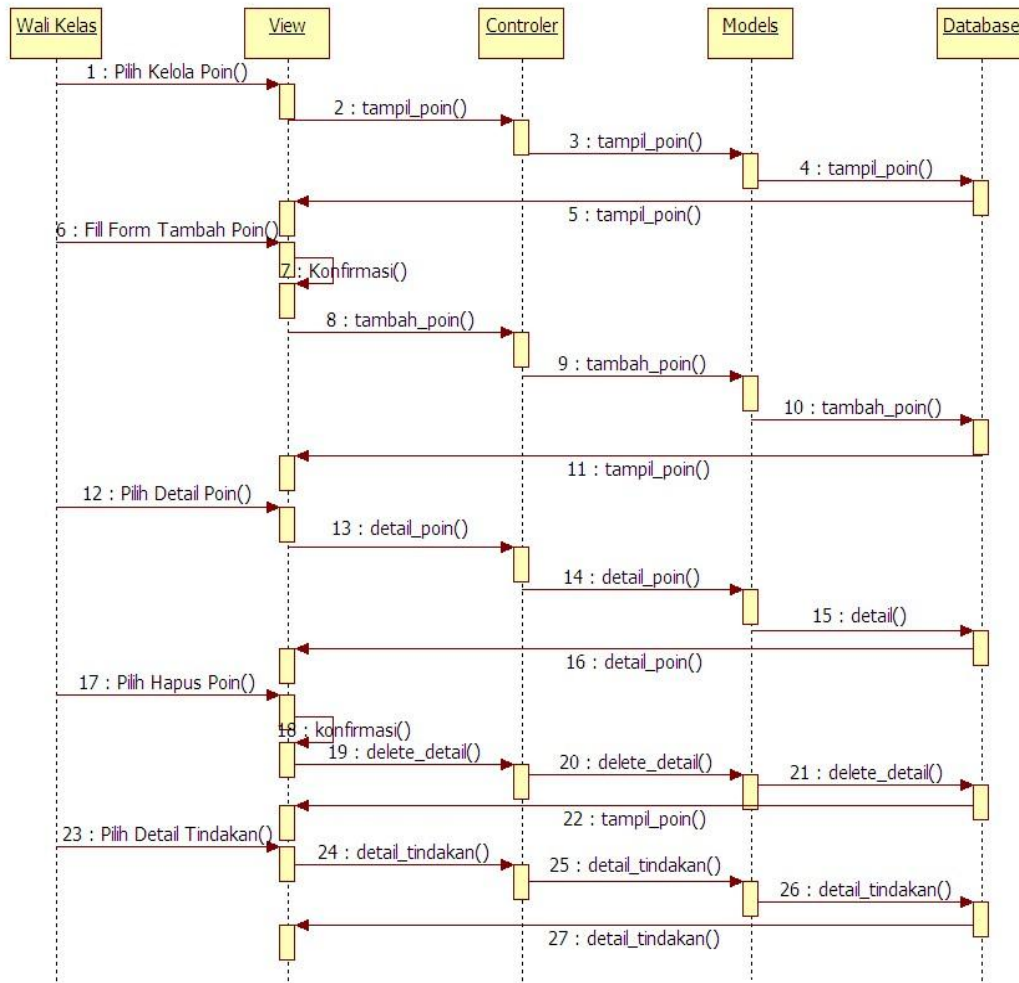 Wali Kelas
View
Controler
Models
Database
1 : Pilih Kelola Poin()
2 : tampil_poin()
3 : tampil_poin()
4 : tampil_poin()
5 : tampil_poin()
6 : Fill Form Tambah Poin()
7 : Konfirmasi()
8 : tambah_poin()
9 : tambah_poin()
10 : tambah_poin()
11 : tampil_poin()
12 : Pilih Detail Poin()
13 : detail_poin()
14 : detail_poin()
15 : detail()
16 : detail_poin()
17 : Pilih Hapus Poin()
18 : konfirmasi()
19 : delete_detail()
20 : delete_detail()
21 : delete_detail()
22 : tampil_poin()
23 : Pilih Detail Tindakan()
24 : detail_tindakan()
25 : detail_tindakan()
26 : detail_tindakan()
27 : detail_tindakan()